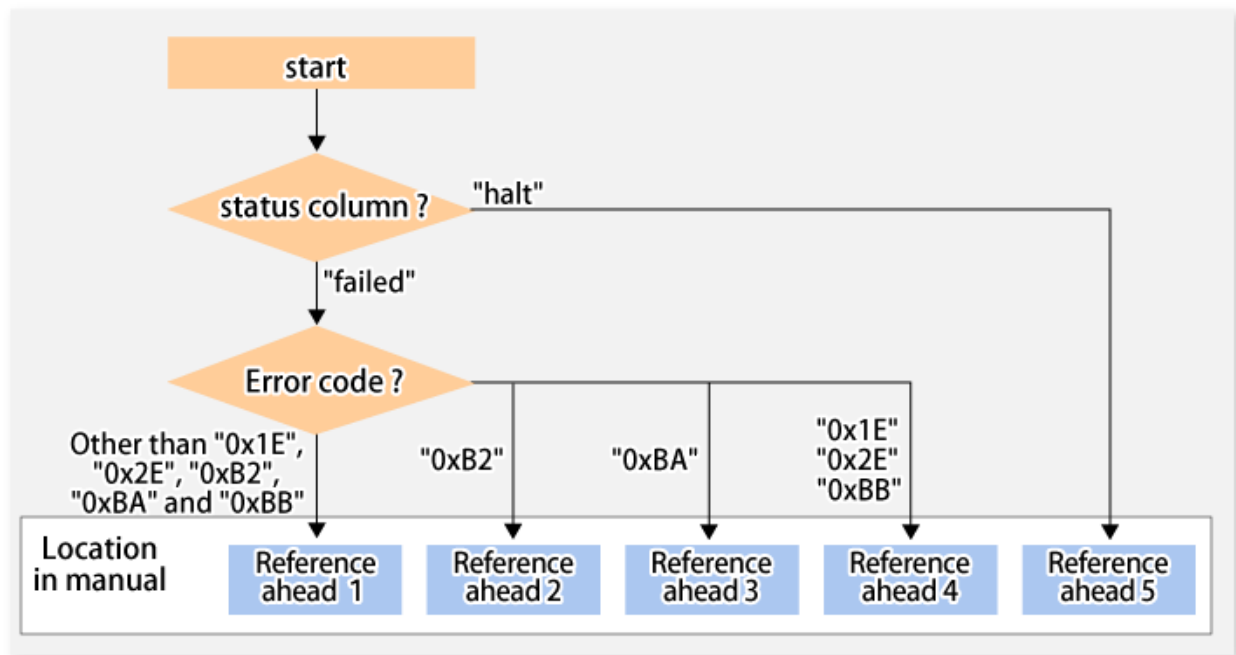 start
status column ?
"halt"
"failed"
Error code ?
Other than "0x1E",
"0x2E", "0xB2",
"0xBA" and "0xBB"
"0xB2"
"0xBA"
"0x1E"
"0x2E"
"0xBB"
Location
in manual
Reference
ahead 1
Reference
ahead 2
Reference
ahead 3
Reference
ahead 4
Reference
ahead 5